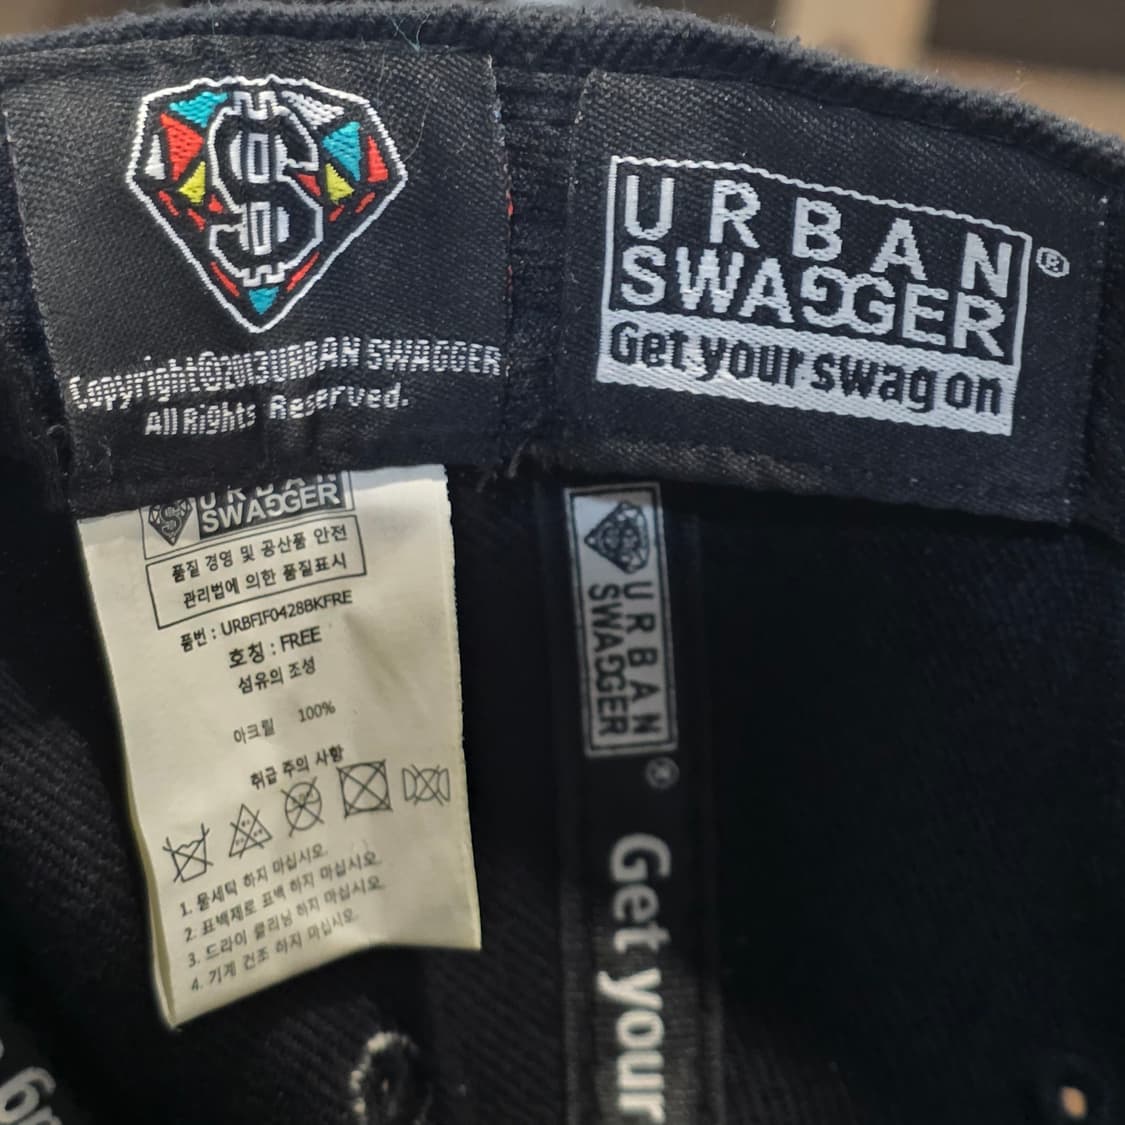 Copyright©2013URBAN SWAGGER,
All Rights Reserved.
URBAN
SWAGGER®
Get your swag on
URBAN
SWAGGER
품질 경영 및 공산품 안전
관리법에 의한 품질표시
품번 : URBFIF0428BKFRE
호칭 : FREE
섬유의 조성
아크릴 100%
취급 주의 사항
1. 물세탁 하지 마십시오.
2. 표백제로 표백 하지 마십시오.
3. 드라이 클리닝 하지 마십시오.
4. 기계 건조 하지 마십시오.
URBAN
SWAGGER®
Get your